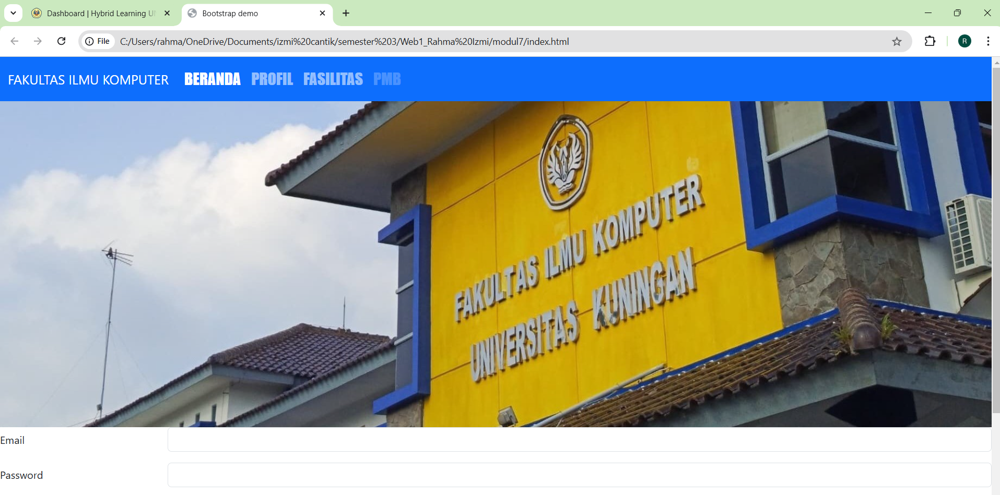 Dashboard | Hybrid Learning U
Bootstrap demo
File
C:/Users/rahma/OneDrive/Documents/izmi%20cantik/semester%203/Web1_Rahma%20Izmi/modul7/index.html
R
FAKULTAS ILMU KOMPUTER
BERANDA PROFIL FASILITAS PMB
FAKULTAS ILMU KOMPUTER
UNIVERSITAS KUNINGAN
Email
Password